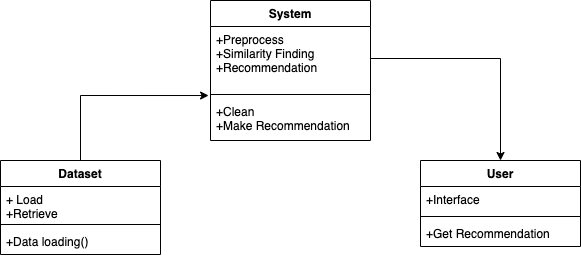 System
+Preprocess
+Similarity Finding
+Recommendation
+Clean
+Make Recommendation
Dataset
+ Load
+Retrieve
+Data loading()
User
+Interface
+Get Recommendation